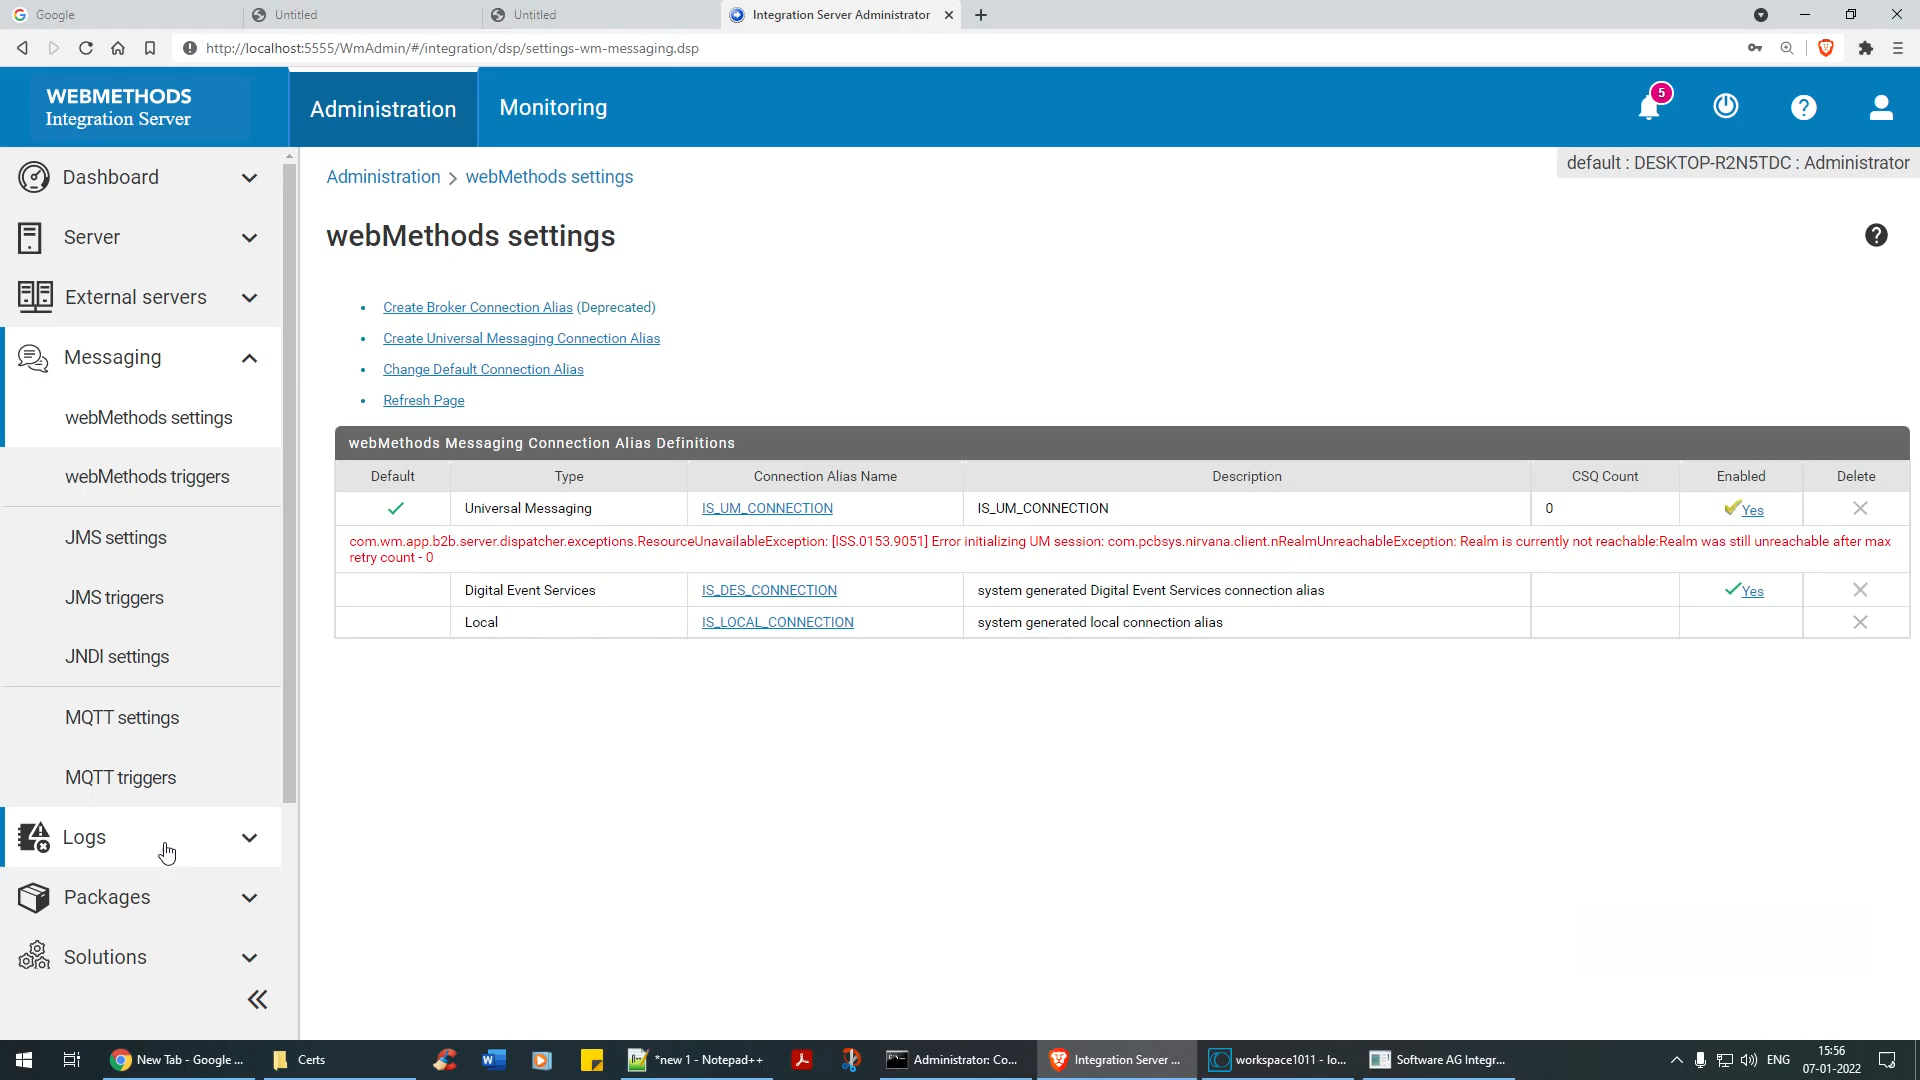 Google
Untitled
Untitled
Integration Server Administrator
http://localhost:5555/WmAdmin/#/integration/dsp/settings-wm-messaging.dsp
WEBMETHODS
Integration Server
Administration
Monitoring
5
default : DESKTOP-R2N5TDC : Administrator
Dashboard
Server
External servers
Messaging
webMethods settings
webMethods triggers
JMS settings
JMS triggers
JNDI settings
MQTT settings
MQTT triggers
Logs
Packages
Solutions
Administration > webMethods settings
webMethods settings
Create Broker Connection Alias (Deprecated)
Create Universal Messaging Connection Alias
Change Default Connection Alias
Refresh Page
webMethods Messaging Connection Alias Definitions
Default Type Connection Alias Name Description CSQ Count Enabled Delete
Universal Messaging IS_UM_CONNECTION IS_UM_CONNECTION 0 Yes
com.wm.app.b2b.server.dispatcher.exceptions.ResourceUnavailableException: [ISS.0153.9051] Error initializing UM session: com.pcbsys.nirvana.client.nRealmUnreachableException: Realm is currently not reachable:Realm was still unreachable after max
retry count - 0
Digital Event Services IS_DES_CONNECTION system generated Digital Event Services connection alias Yes
Local IS_LOCAL_CONNECTION system generated local connection alias
New Tab - Google ...
Certs
*new 1 - Notepad++
Administrator: Co...
Integration Server ...
workspace1011 - Io...
Software AG Integr...
ENG
15:56
07-01-2022